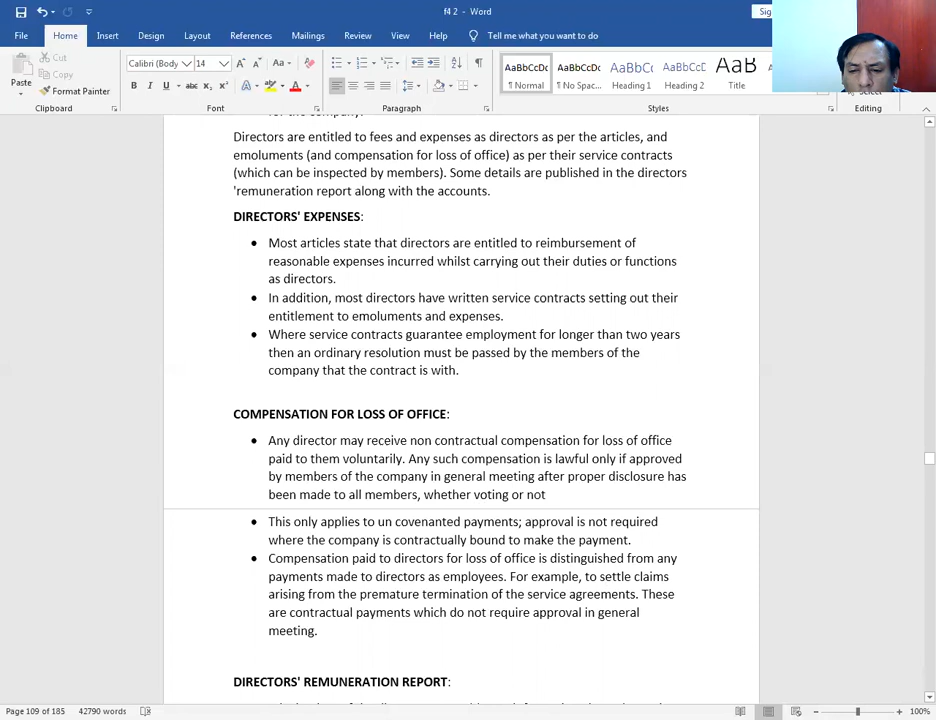 f4 2 - Word
Sig
File
Home
Insert
Design
Layout
References
Mailings
Review
View
Help
Tell me what you want to do
Paste
Cut
Copy
Format Painter
Clipboard
Calibri (Body
14
Font
Paragraph
AaBbCcDc
¶ Normal
AaBbCcDc
¶ No Spac...
AaBbCc
Heading 1
AaBbCcD
Heading 2
AaB
Title
Styles
Select
Editing
for the company.
Directors are entitled to fees and expenses as directors as per the articles, and
emoluments (and compensation for loss of office) as per their service contracts
(which can be inspected by members). Some details are published in the directors
'remuneration report along with the accounts.
DIRECTORS' EXPENSES:
• Most articles state that directors are entitled to reimbursement of
reasonable expenses incurred whilst carrying out their duties or functions
as directors.
• In addition, most directors have written service contracts setting out their
entitlement to emoluments and expenses.
• Where service contracts guarantee employment for longer than two years
then an ordinary resolution must be passed by the members of the
company that the contract is with.
COMPENSATION FOR LOSS OF OFFICE:
• Any director may receive non contractual compensation for loss of office
paid to them voluntarily. Any such compensation is lawful only if approved
by members of the company in general meeting after proper disclosure has
been made to all members, whether voting or not
• This only applies to un covenanted payments; approval is not required
where the company is contractually bound to make the payment.
• Compensation paid to directors for loss of office is distinguished from any
payments made to directors as employees. For example, to settle claims
arising from the premature termination of the service agreements. These
are contractual payments which do not require approval in general
meeting.
DIRECTORS' REMUNERATION REPORT:
Page 109 of 185
42790 words
100%